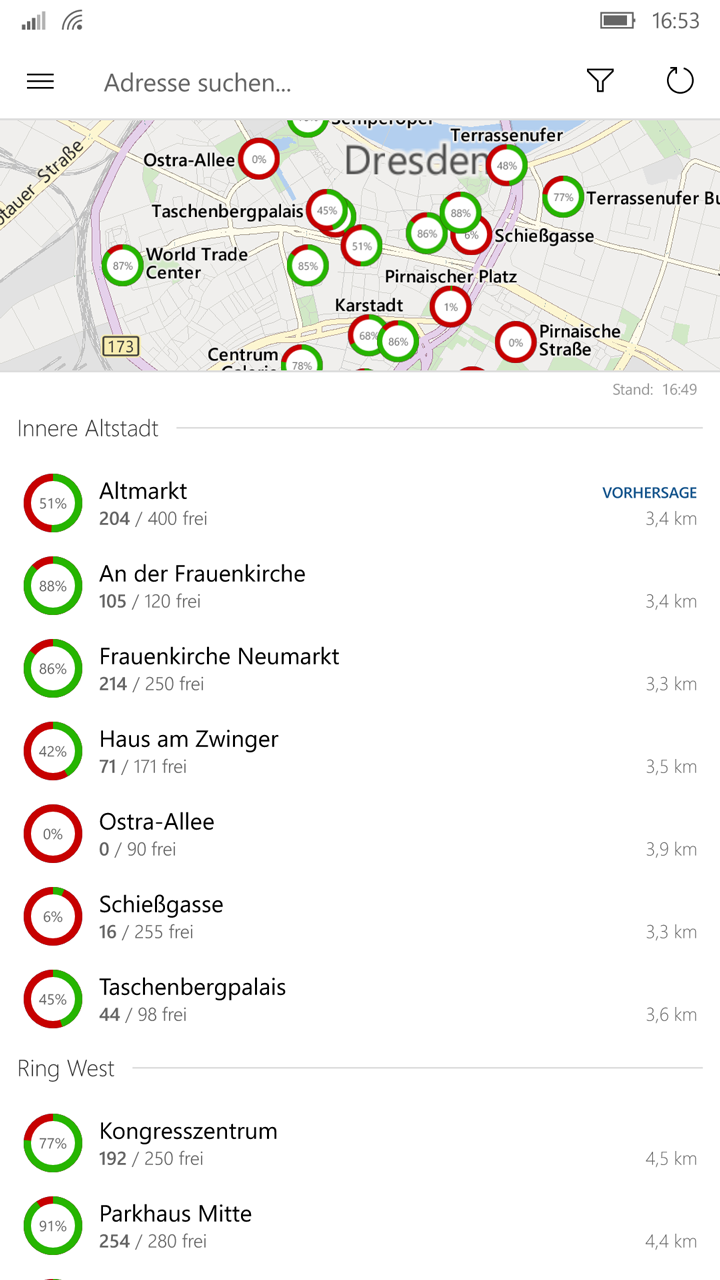 16:53
Adresse suchen...
Semperoper
Terrassenufer
Ostra-Allee
0%
Dresden
48%
otauer Straße
77%
Terrassenufer Bu
Taschenbergpalais
45%
88%
86%
6%
Schießgasse
51%
World Trade
Center
87%
85%
Pirnaischer Platz
Karstadt
1%
Pirnaische
Straße
0%
68%
86%
173
Centrum
Galerie
78%
Stand: 16:49
Innere Altstadt
51%
Altmarkt
VORHERSAGE
204 / 400 frei
3,4 km
88%
An der Frauenkirche
105 / 120 frei
3,4 km
86%
Frauenkirche Neumarkt
214 / 250 frei
3,3 km
42%
Haus am Zwinger
71 / 171 frei
3,5 km
0%
Ostra-Allee
0 / 90 frei
3,9 km
6%
Schießgasse
16 / 255 frei
3,3 km
45%
Taschenbergpalais
44 / 98 frei
3,6 km
Ring West
77%
Kongresszentrum
192 / 250 frei
4,5 km
91%
Parkhaus Mitte
254 / 280 frei
4,4 km